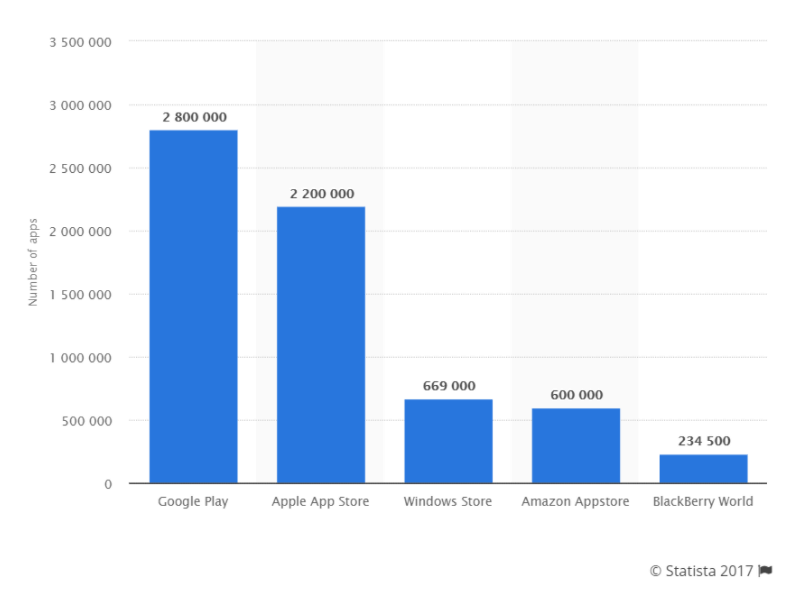 Number of apps
3 500 000
3 000 000
2 500 000
2 000 000
1 500 000
1 000 000
500 000
0
2 800 000
2 200 000
669 000
600 000
234 500
Google Play
Apple App Store
Windows Store
Amazon Appstore
BlackBerry World
© Statista 2017